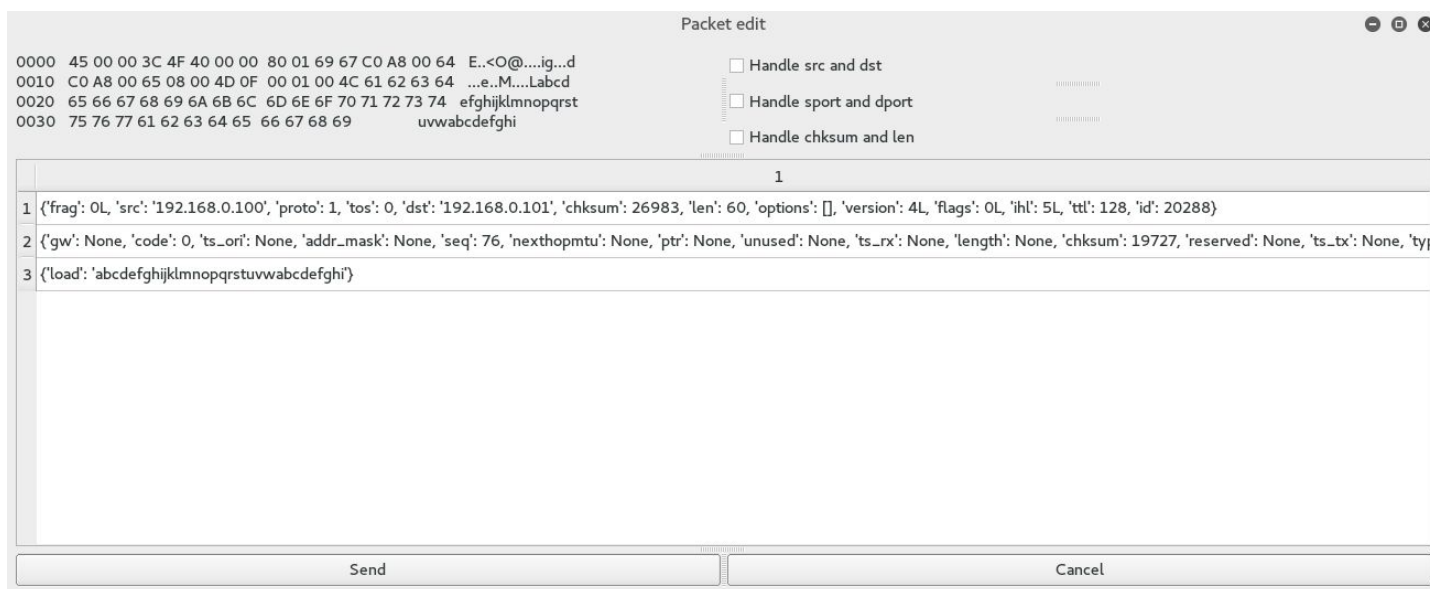 Packet edit
0000 45 00 00 3C 4F 40 00 00 80 01 69 67 C0 A8 00 64 E..<O@....ig...d
0010 C0 A8 00 65 08 00 4D 0F 00 01 00 4C 61 62 63 64 ...e..M....Labcd
0020 65 66 67 68 69 6A 6B 6C 6D 6E 6F 70 71 72 73 74 efghijklmnopqrst
0030 75 76 77 61 62 63 64 65 66 67 68 69 uvwabcdefghi
Handle src and dst
Handle sport and dport
Handle chksum and len
1
1 {'frag': 0L, 'src': '192.168.0.100', 'proto': 1, 'tos': 0, 'dst': '192.168.0.101', 'chksum': 26983, 'len': 60, 'options': [], 'version': 4L, 'flags': 0L, 'ihl': 5L, 'ttl': 128, 'id': 20288}
2 {'gw': None, 'code': 0, 'ts_ori': None, 'addr_mask': None, 'seq': 76, 'nexthopmtu': None, 'ptr': None, 'unused': None, 'ts_rx': None, 'length': None, 'chksum': 19727, 'reserved': None, 'ts_tx': None, 'typ
3 {'load': 'abcdefghijklmnopqrstuvwabcdefghi'}
Send
Cancel